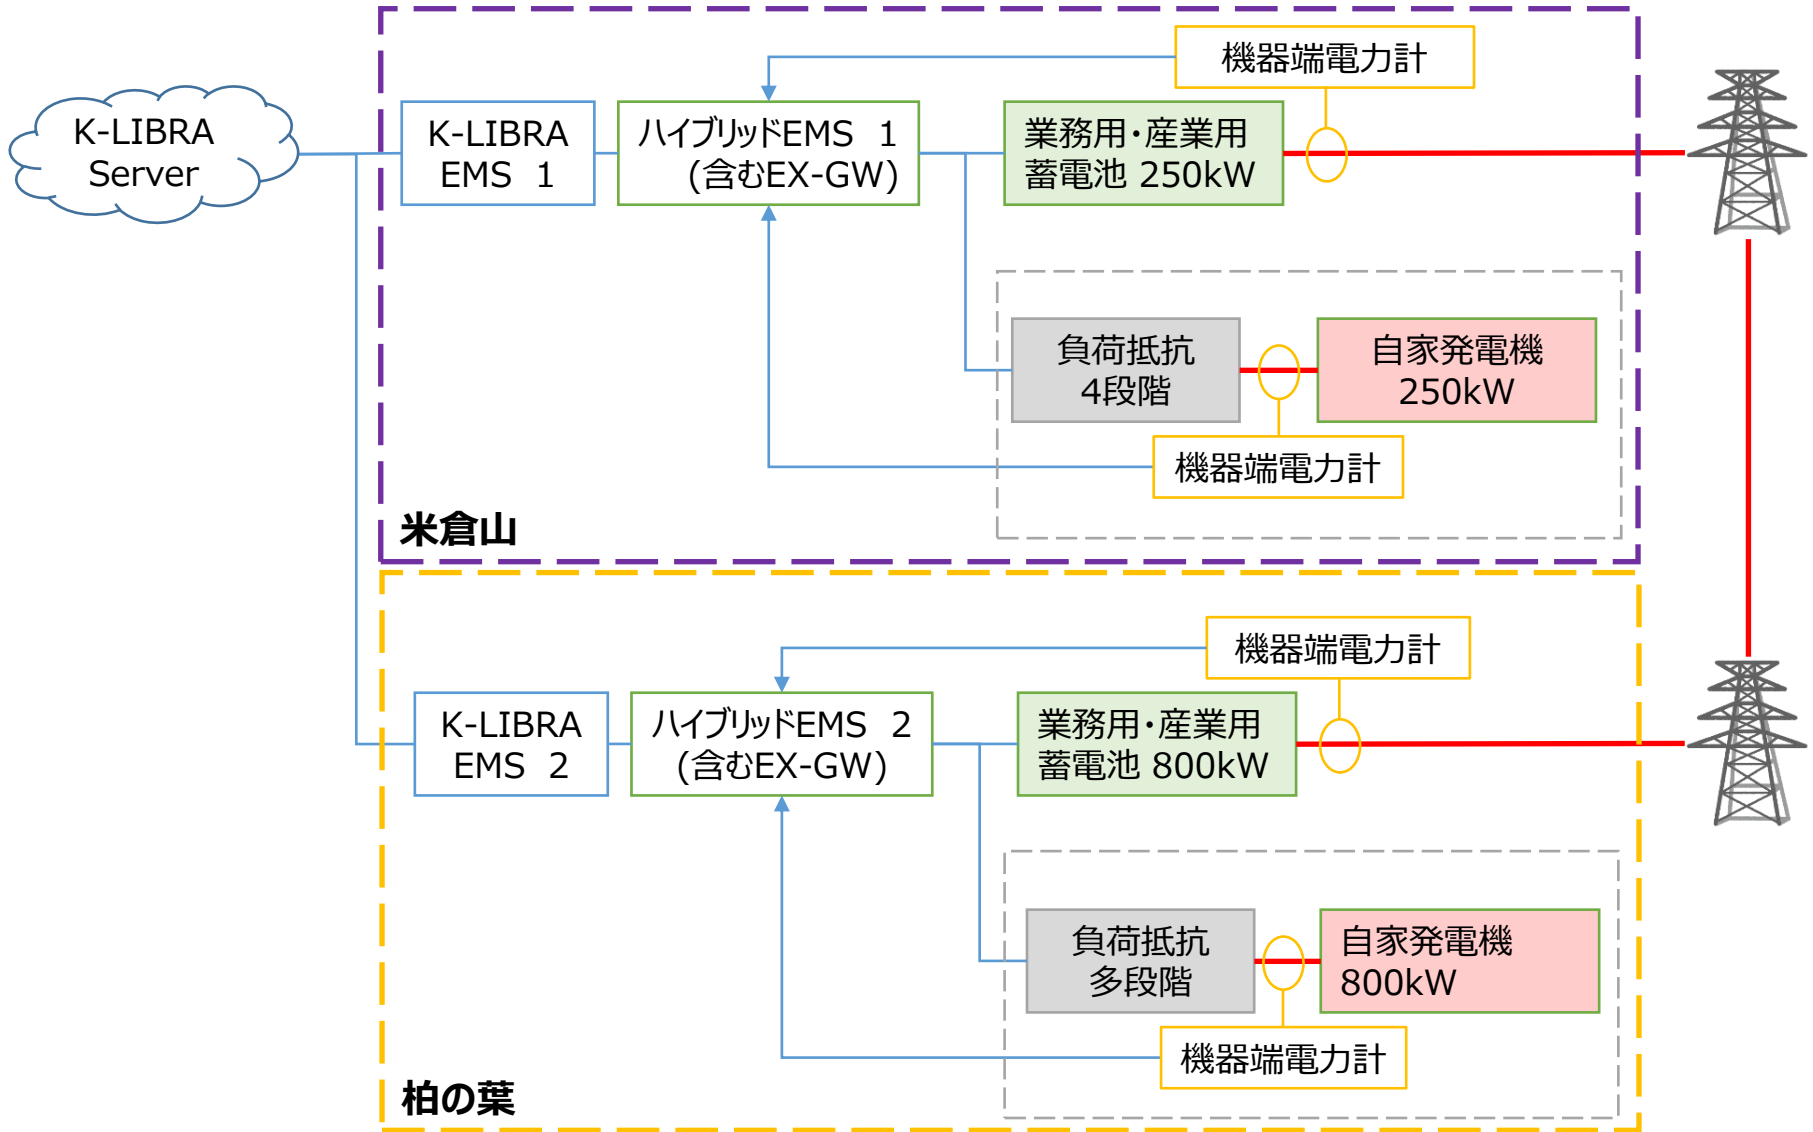 K-LIBRA
Server
K-LIBRA
EMS 1
ハイブリッドEMS 1
(含むEX-GW)
機器端電力計
業務用・産業用
蓄電池 250kW
負荷抵抗
4段階
自家発電機
250kW
機器端電力計
米倉山
K-LIBRA
EMS 2
ハイブリッドEMS 2
(含むEX-GW)
機器端電力計
業務用・産業用
蓄電池 800kW
負荷抵抗
多段階
自家発電機
800kW
機器端電力計
柏の葉